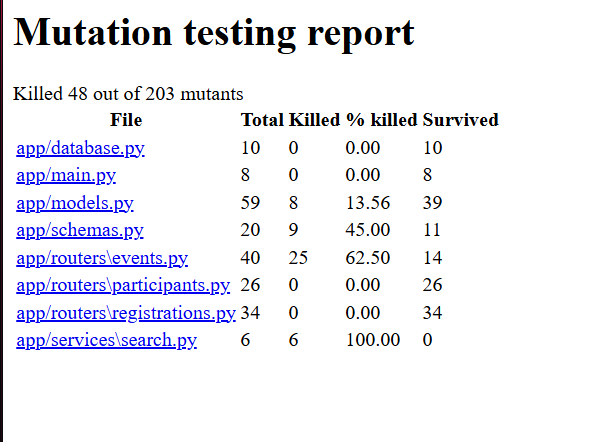 Mutation testing report
Killed 48 out of 203 mutants
File Total Killed % killed Survived
app/database.py 10 0 0.00 10
app/main.py 8 0 0.00 8
app/models.py 59 8 13.56 39
app/schemas.py 20 9 45.00 11
app/routers\events.py 40 25 62.50 14
app/routers\participants.py 26 0 0.00 26
app/routers\registrations.py 34 0 0.00 34
app/services\search.py 6 6 100.00 0